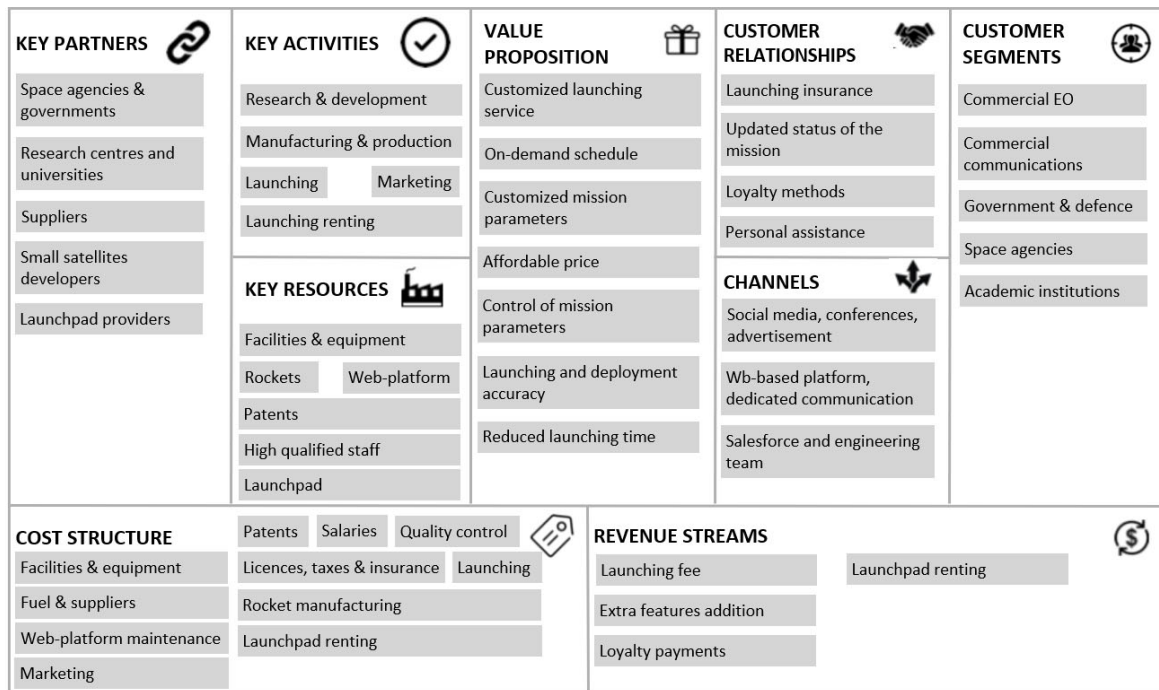 KEY PARTNERS
Space agencies &
governments
Research centres and
universities
Suppliers
Small satellites
developers
Launchpad providers
KEY ACTIVITIES
Research & development
Manufacturing & production
Launching
Marketing
Launching renting
KEY RESOURCES
Facilities & equipment
Rockets
Web-platform
Patents
High qualified staff
Launchpad
VALUE
PROPOSITION
Customized launching
service
On-demand schedule
Customized mission
parameters
Affordable price
Control of mission
parameters
Launching and deployment
accuracy
Reduced launching time
CUSTOMER
RELATIONSHIPS
Launching insurance
Updated status of the
mission
Loyalty methods
Personal assistance
CHANNELS
Social media, conferences,
advertisement
Wb-based platform,
dedicated communication
Salesforce and engineering
team
CUSTOMER
SEGMENTS
Commercial EO
Commercial
communications
Government & defence
Space agencies
Academic institutions
COST STRUCTURE
Facilities & equipment
Fuel & suppliers
Web-platform maintenance
Marketing
Patents
Salaries
Quality control
Licences, taxes & insurance
Launching
Rocket manufacturing
Launchpad renting
REVENUE STREAMS
$
Launching fee
Extra features addition
Loyalty payments
Launchpad renting